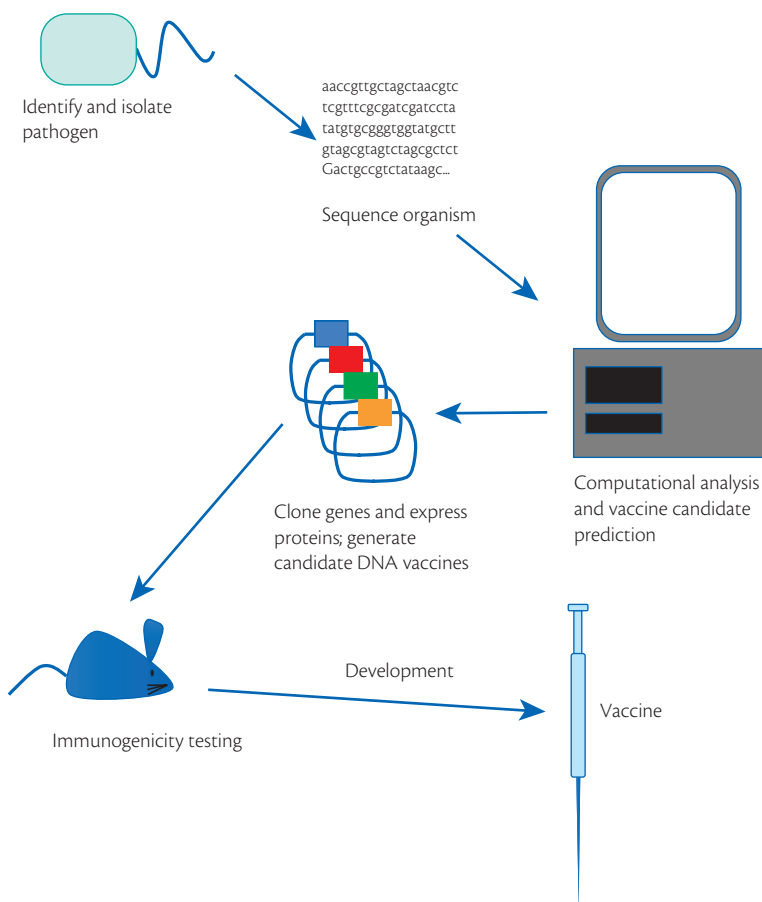 Identify and isolate
pathogen
aaccgttgctagctaacgtc
tcgtttcgcgatcgatccta
tatgtgcgggtggtatgctt
gtagcgtagtctagcgctct
Gactgccgtctataagc...
Sequence organism
Computational analysis
and vaccine candidate
prediction
Clone genes and express
proteins; generate
candidate DNA vaccines
Immunogenicity testing
Development
Vaccine